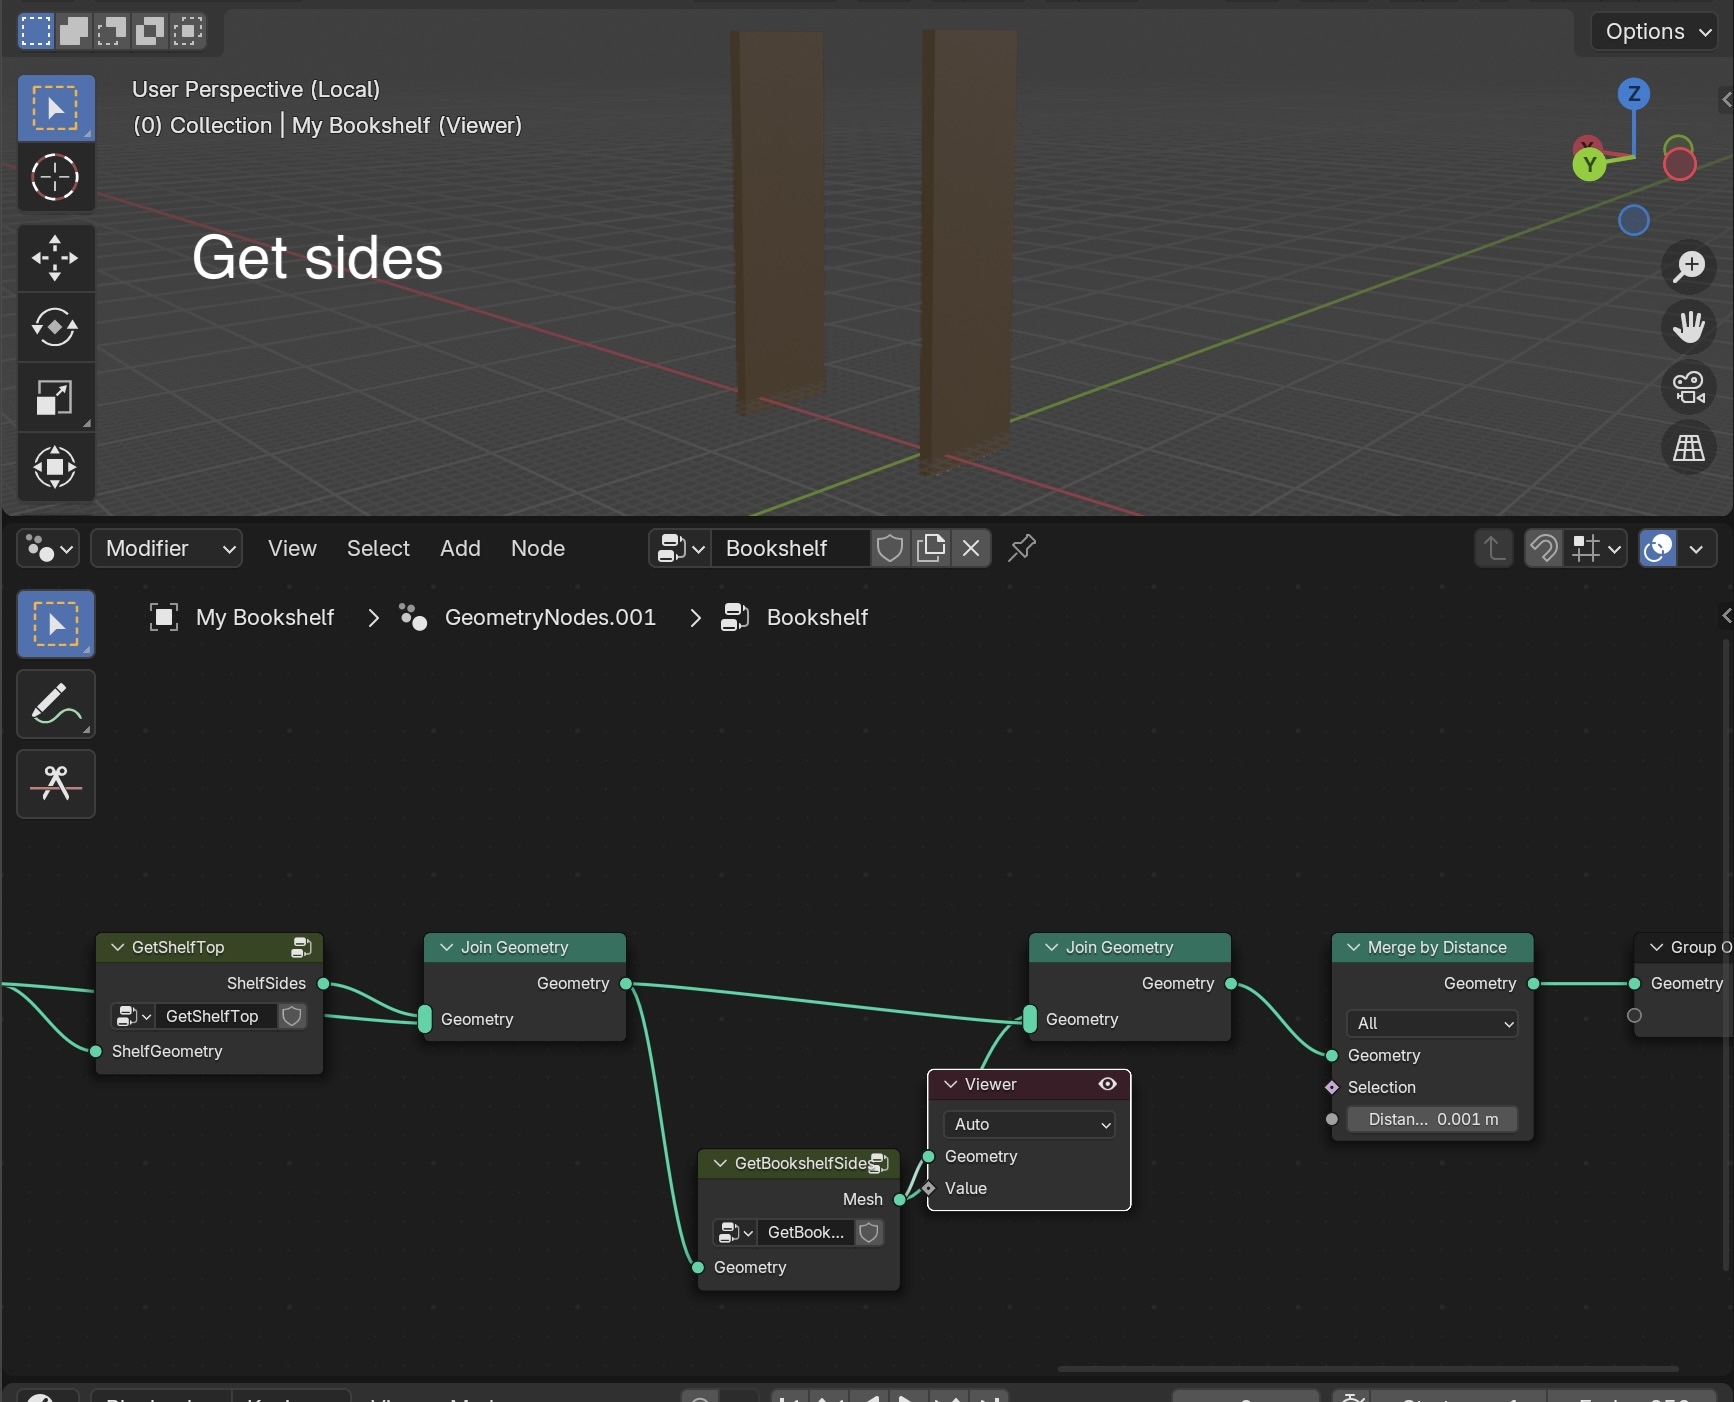 Options
User Perspective (Local)
(0) Collection | My Bookshelf (Viewer)
Z
X
Y
Get sides
Modifier
View
Select
Add
Node
Bookshelf
My Bookshelf
GeometryNodes.001
Bookshelf
GetShelfTop
ShelfSides
GetShelfTop
ShelfGeometry
Join Geometry
Geometry
Geometry
GetBookshelfSides
Mesh
GetBook...
Geometry
Viewer
Auto
Geometry
Value
Join Geometry
Geometry
Geometry
Merge by Distance
Geometry
All
Geometry
Selection
Distan... 0.001 m
Group O
Geometry